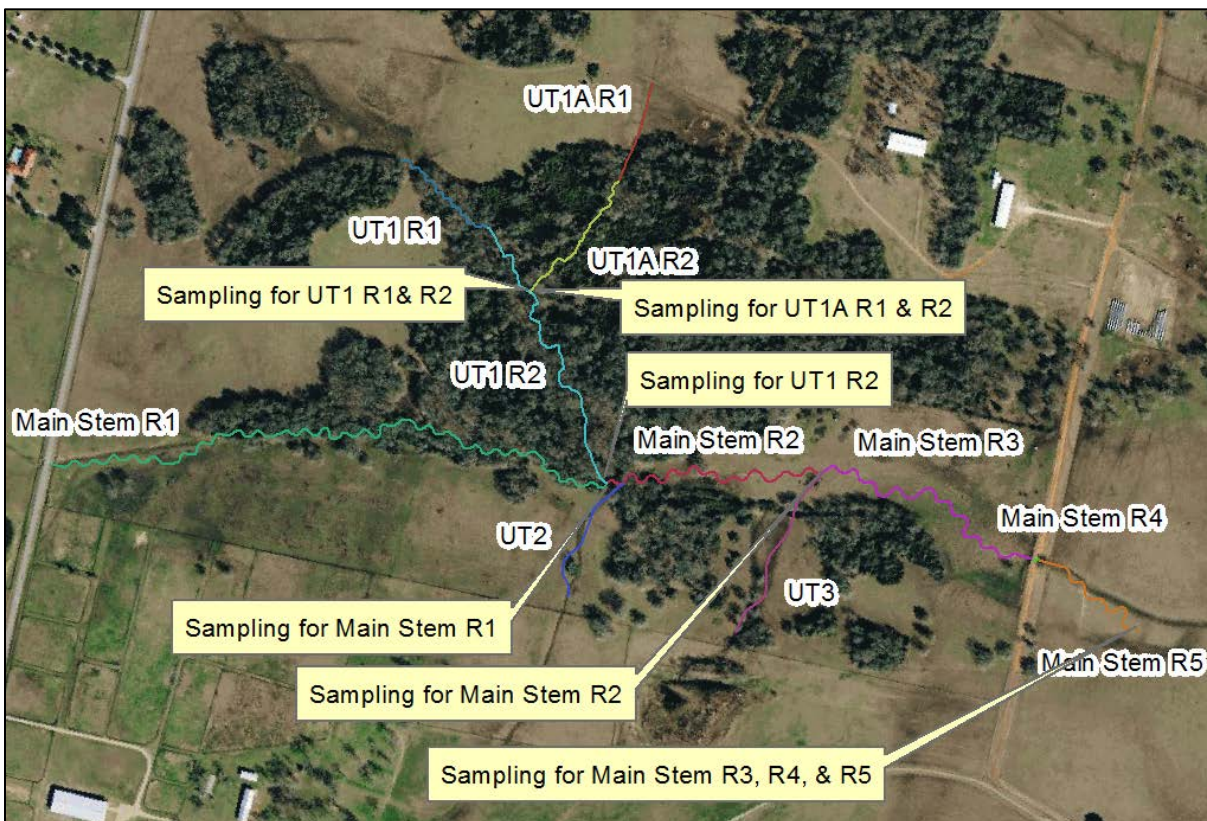 UT1A R1
UT1 R1
UT1A R2
Sampling for UT1 R1& R2
Sampling for UT1A R1 & R2
UT1 R2
Sampling for UT1 R2
Main Stem R1
Main Stem R2
Main Stem R3
Main Stem R4
UT2
UT3
Sampling for Main Stem R1
Main Stem R5
Sampling for Main Stem R2
Sampling for Main Stem R3, R4, & R5